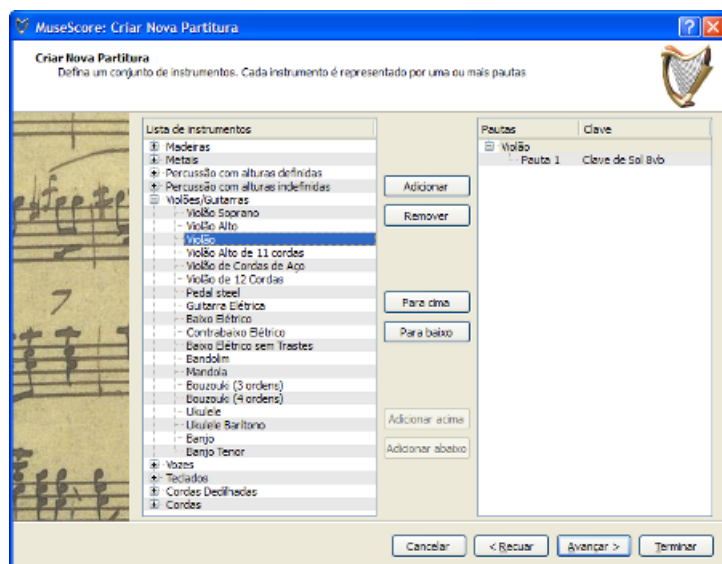 MuseScore: Criar Nova Partitura
Criar Nova Partitura
Defina um conjunto de instrumentos. Cada instrumento é representado por uma ou mais pautas
Lista de instrumentos
Madeiras
Metais
Percussão com alturas definidas
Percussão com alturas indefinidas
Violões/Guitarras
Violão Soprano
Violão Alto
Violão
Violão Alto de 11 cordas
Violão de Cordas de Aço
Violão de 12 Cordas
Pedal steel
Guitarra Elétrica
Baixo Elétrico
Contrabaixo Elétrico
Baixo Elétrico sem Trastes
Bandolim
Mandola
Bouzouki (3 ordens)
Bouzouki (4 ordens)
Ukulele
Ukulele Barítono
Banjo
Banjo Tenor
Vozes
Teclados
Cordas Dedilhadas
Cordas
Adicionar
Remover
Para cima
Para baixo
Adicionar acima
Adicionar abaixo
Pautas Clave
Violão
Pauta 1 Clave de Sol 8vb
Cancelar < Recuar Avançar > Terminar